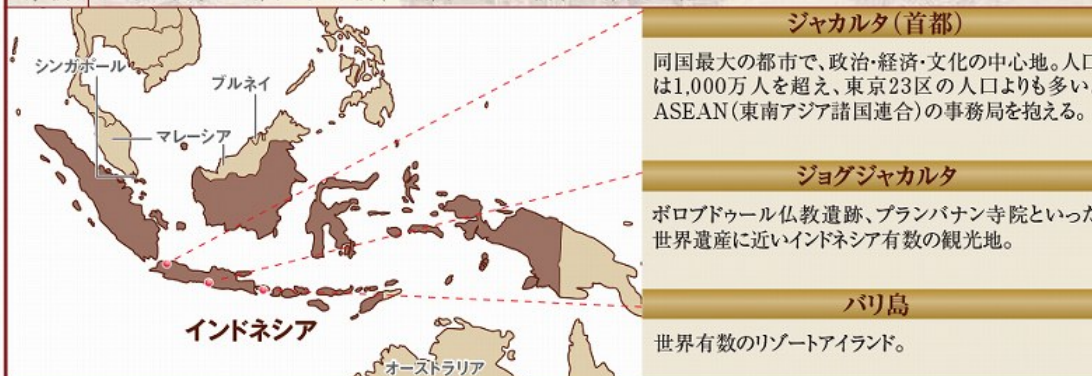 シンガポール
ブルネイ
マレーシア
インドネシア
オーストラリア
ジャカルタ(首都)
同国最大の都市で、政治・経済・文化の中心地。人口
は1,000万人を超え、東京23区の人口よりも多い
ASEAN(東南アジア諸国連合)の事務局を抱える。
ジョグジャカルタ
ボロブドゥール仏教遺跡、プランバナン寺院といった
世界遺産に近いインドネシア有数の観光地。
バリ島
世界有数のリゾートアイランド。